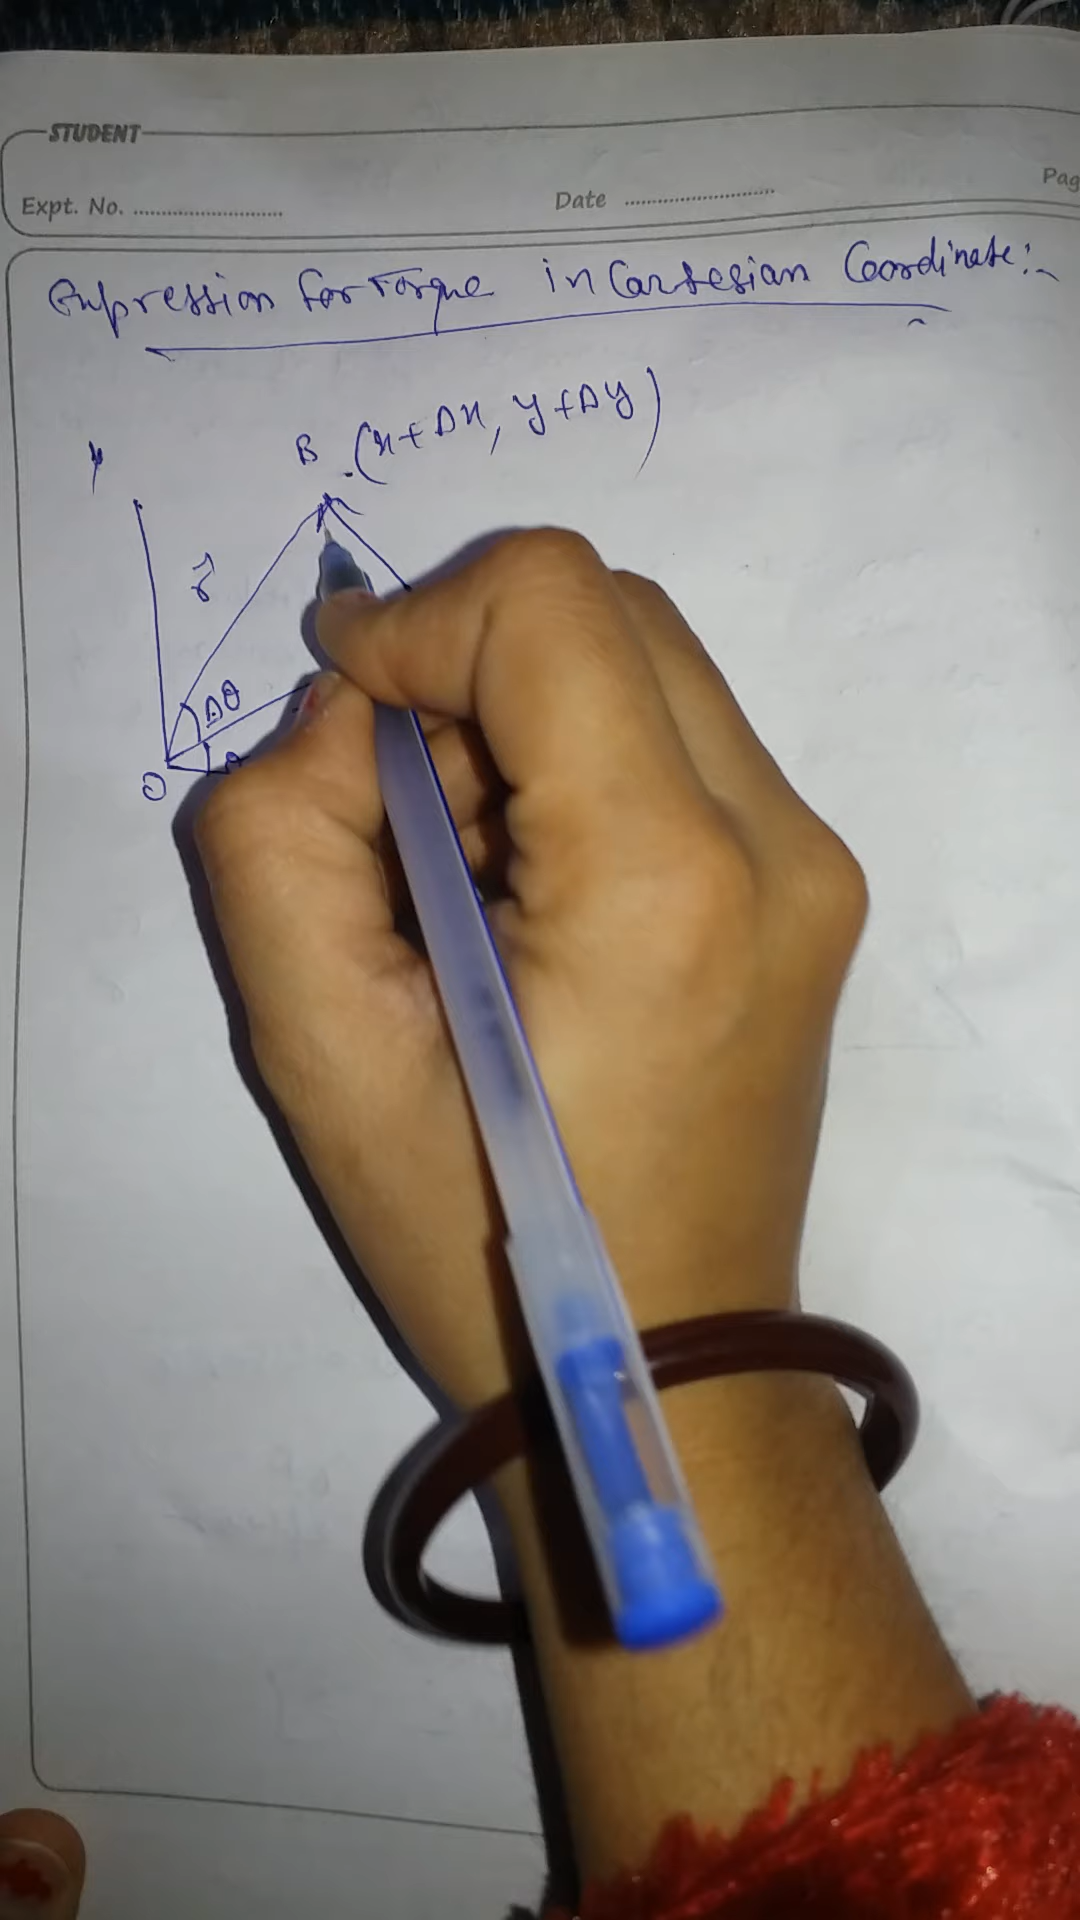 STUDENT
Pag
Expt. No. ........................
Date ........................
Expression for Torque in Cartesian Coordinate:-
B (x+Δx, y+Δy)
y
r
Δθ
O